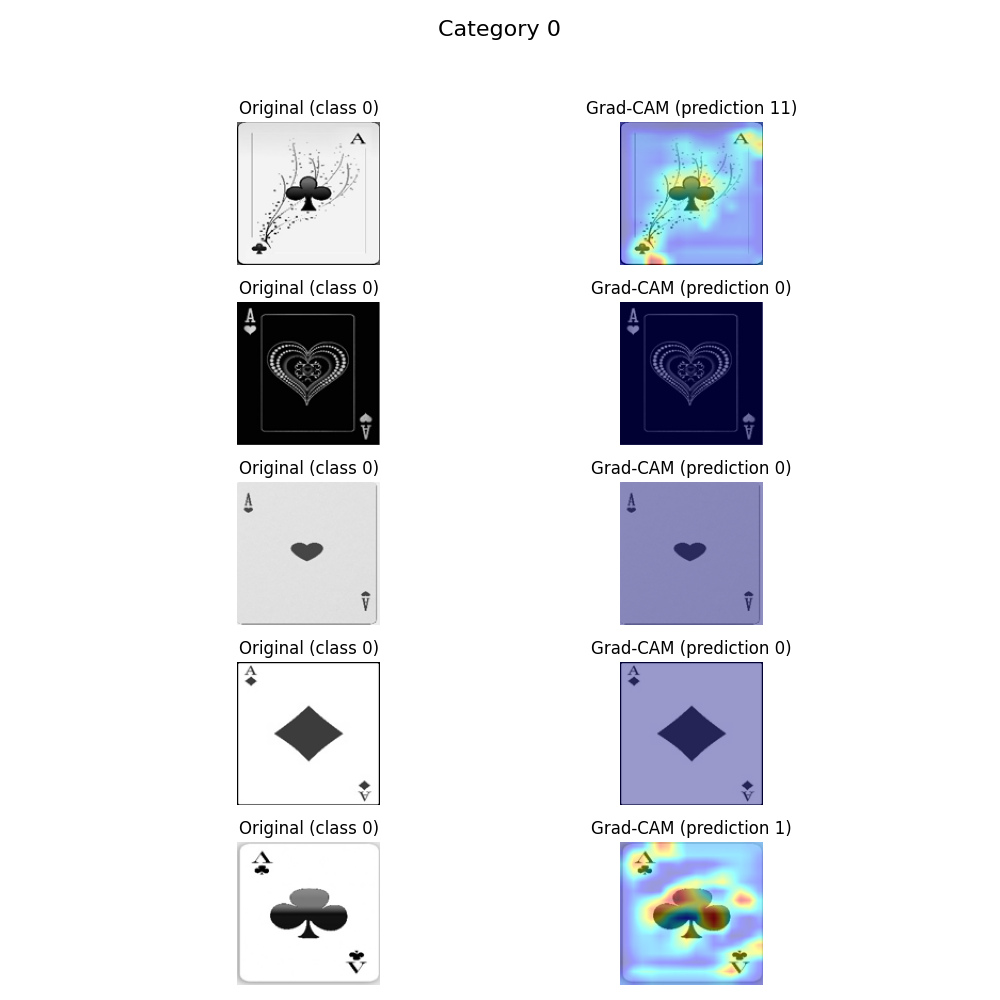 Category 0
Original (class 0) Grad-CAM (prediction 11)
A A
Original (class 0) Grad-CAM (prediction 0)
A A
A A
Original (class 0) Grad-CAM (prediction 0)
A A
A A
Original (class 0) Grad-CAM (prediction 0)
A A
A A
Original (class 0) Grad-CAM (prediction 1)
A A
A A